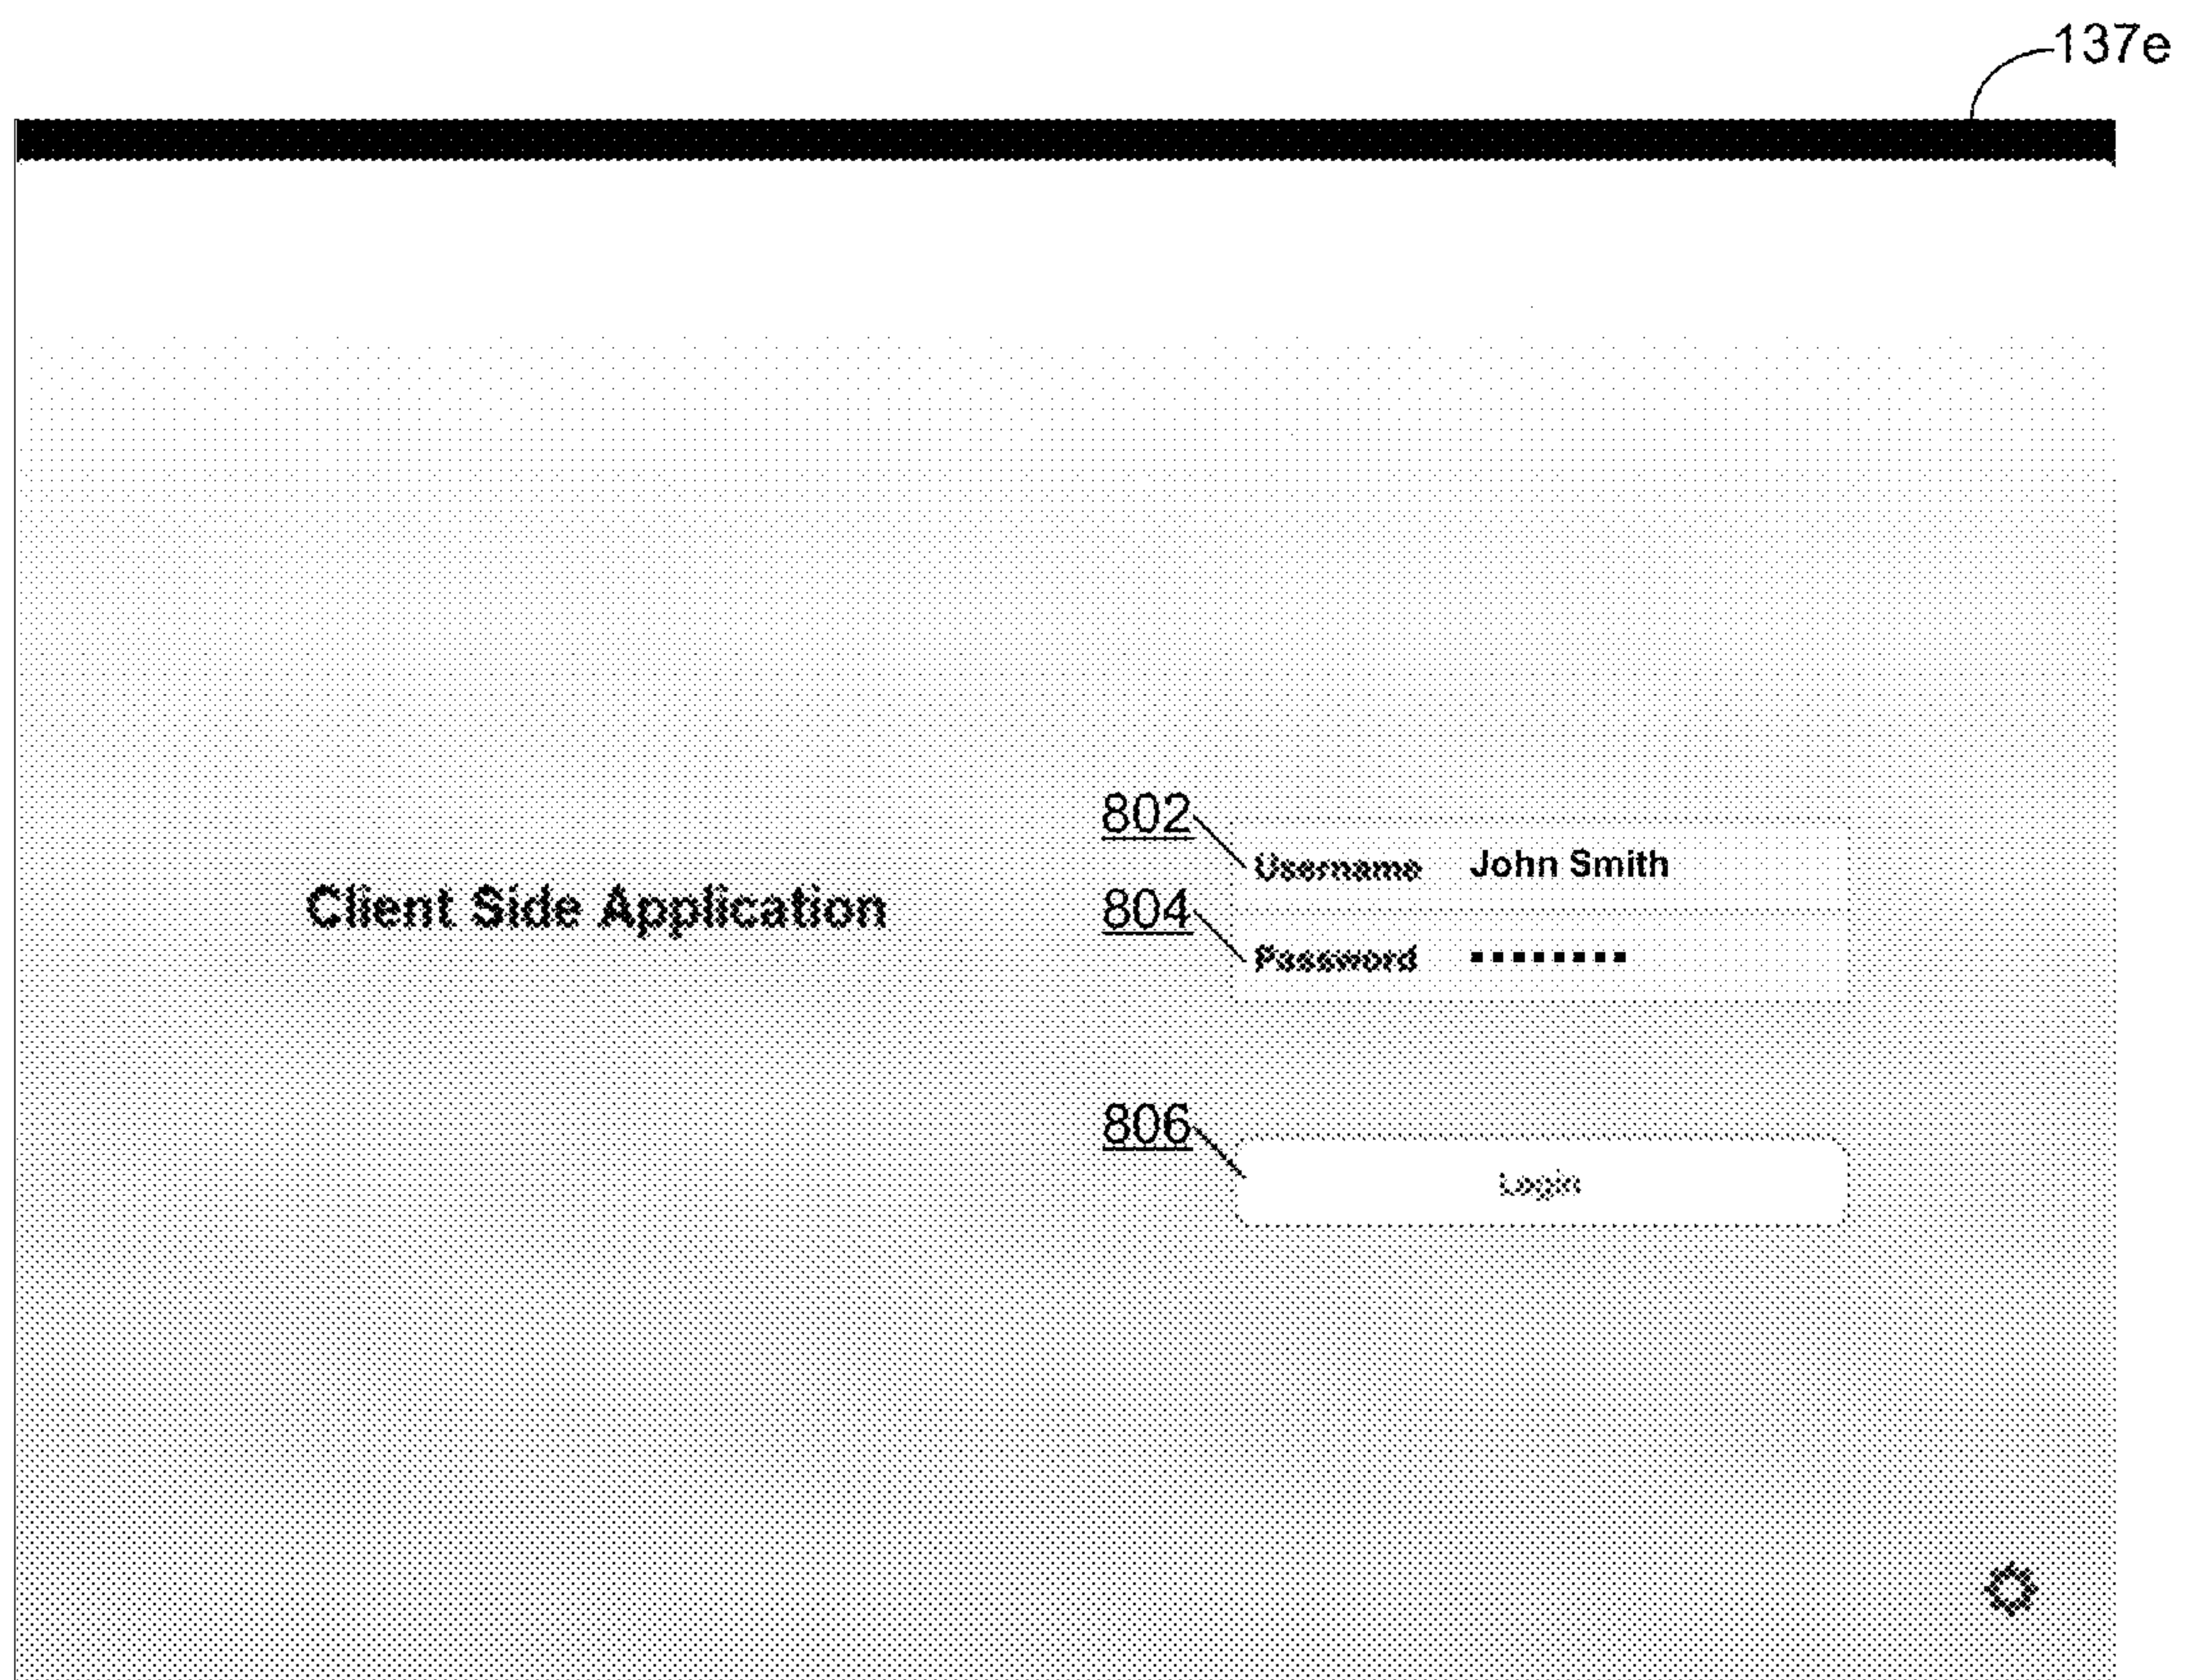 137e
802
Username John Smith
Client Side Application
804
Password ▪▪▪▪▪▪▪▪
806
Login